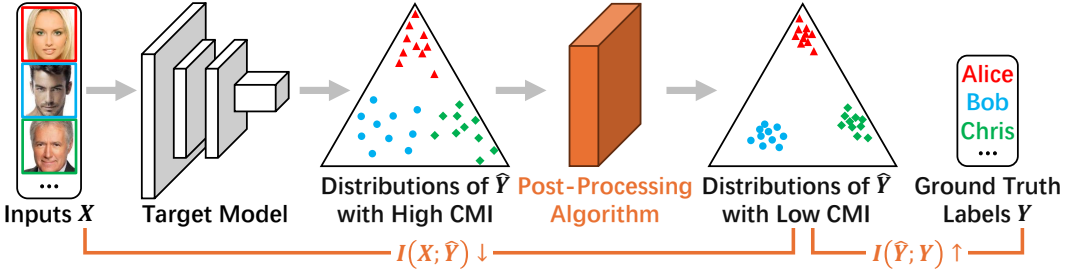 Alice
Bob
Chris
...
...
Inputs X
Target Model
Distributions of Ŷ
with High CMI
Post-Processing
Algorithm
Distributions of Ŷ
with Low CMI
Ground Truth
Labels Y
I(X; Ŷ) ↓
I(Ŷ; Y) ↑